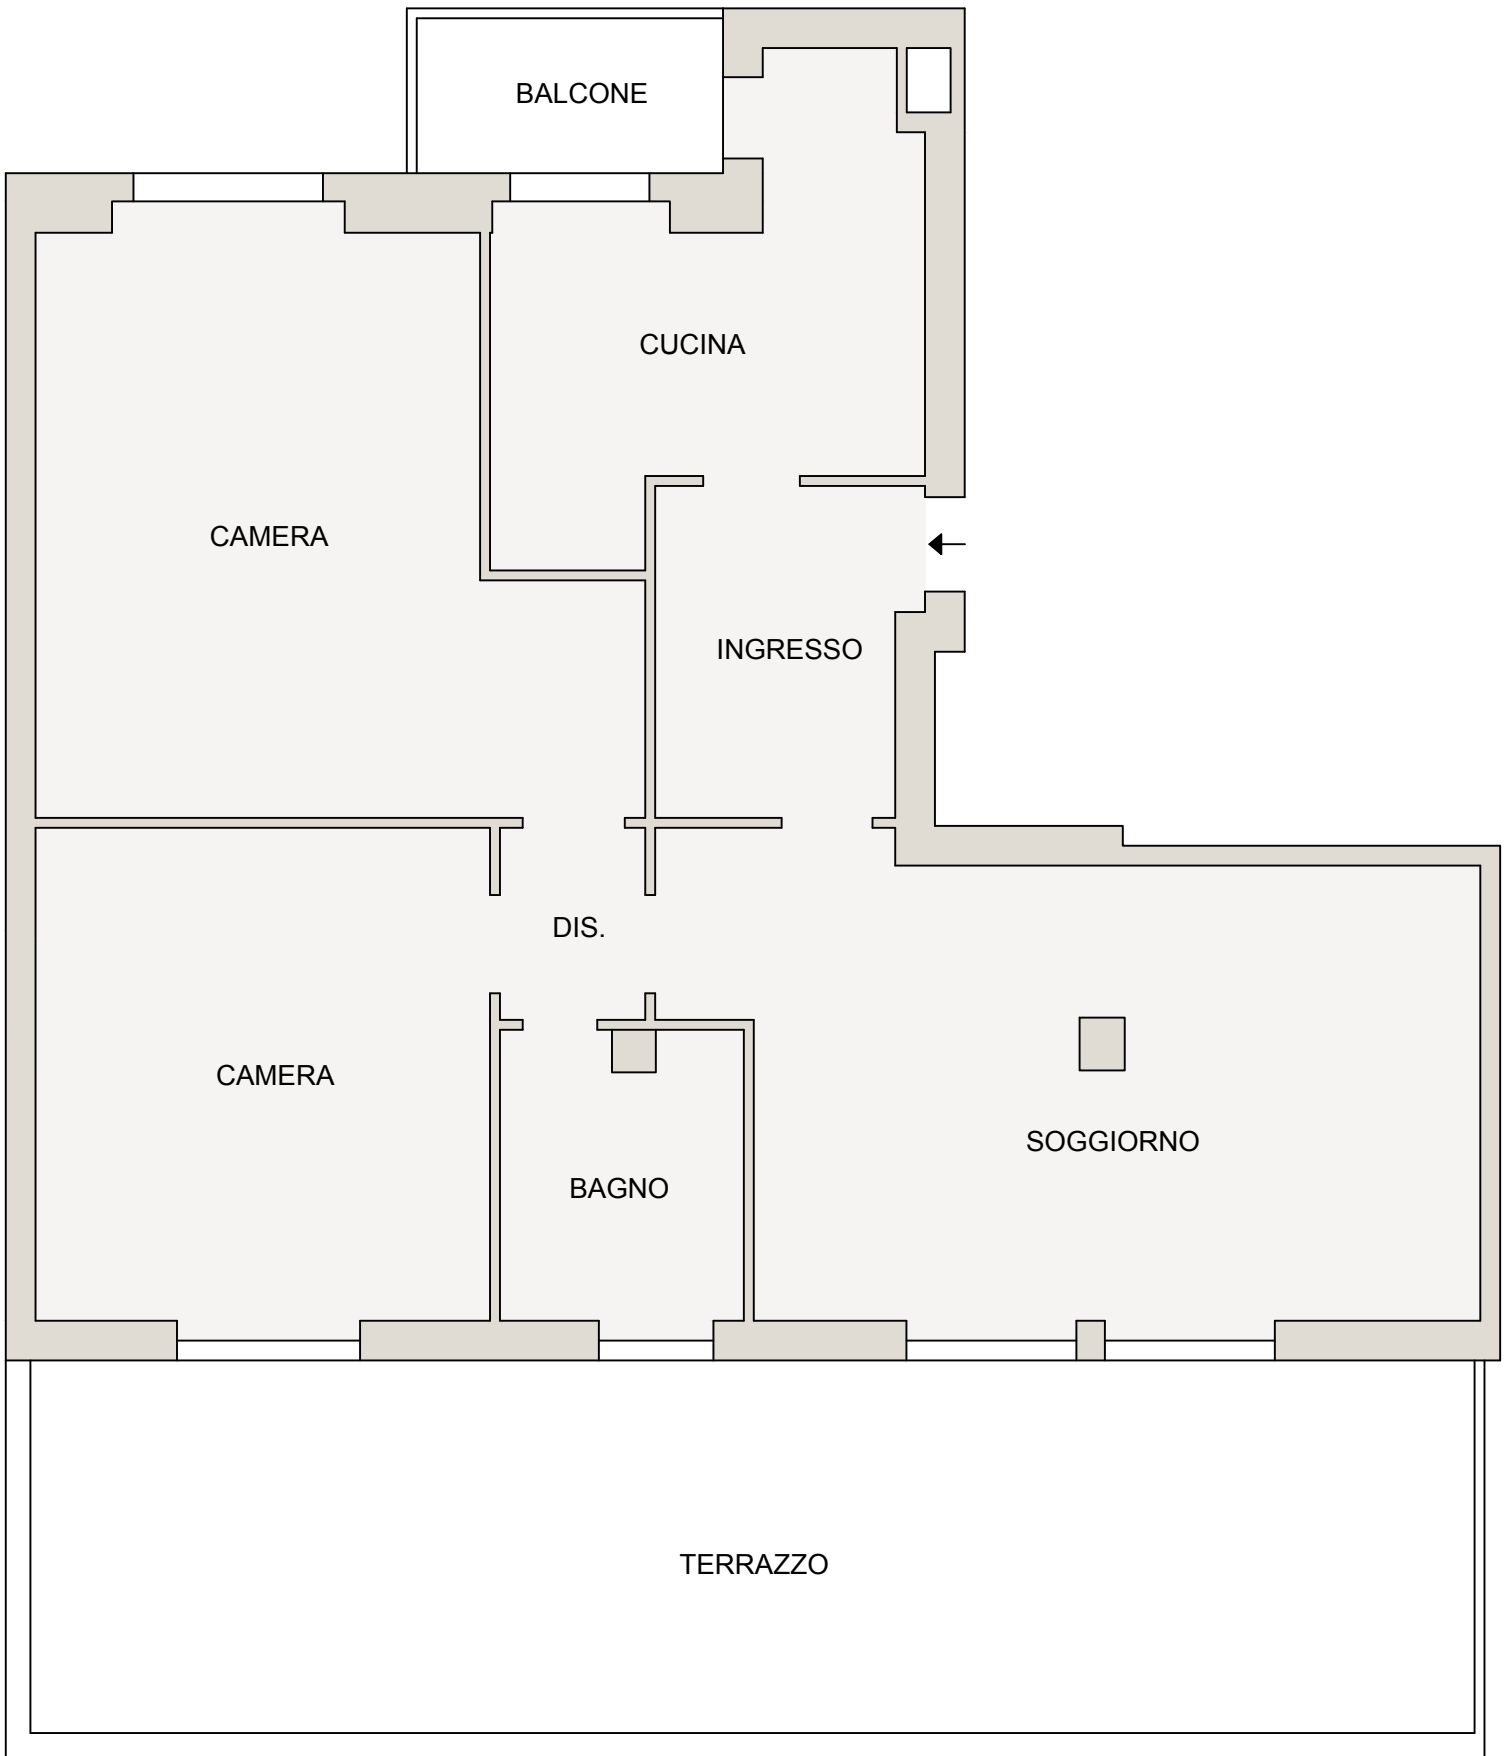 BALCONE
CUCINA
CAMERA
INGRESSO
DIS.
CAMERA
SOGGIORNO
BAGNO
TERRAZZO